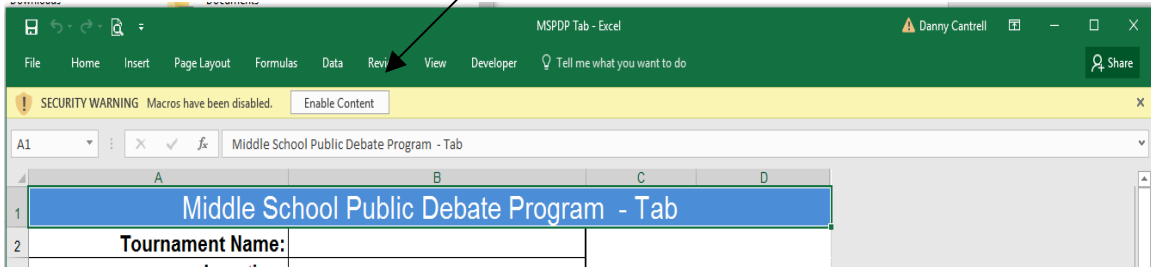 MSPDP Tab - Excel
Danny Cantrell
File Home Insert Page Layout Formulas Data Revi View Developer Tell me what you want to do
Share
SECURITY WARNING Macros have been disabled. Enable Content
A1 fx Middle School Public Debate Program - Tab
A B C D
1 Middle School Public Debate Program - Tab
2 Tournament Name: